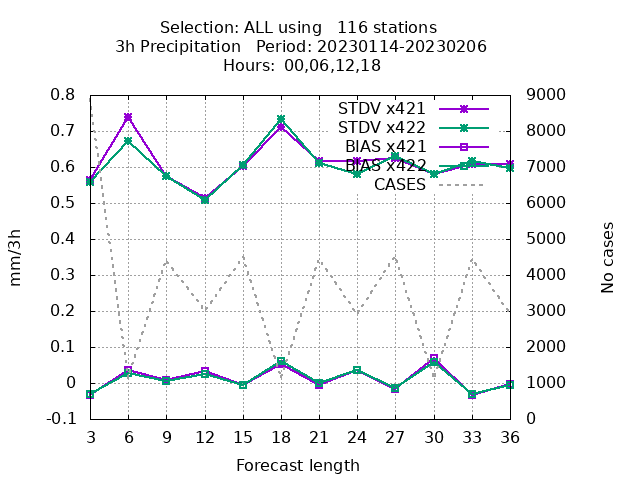 Selection: ALL using   116 stations
3h Precipitation   Period: 20230114-20230206
Hours: 00,06,12,18
0.8
0.7
0.6
0.5
0.4
0.3
0.2
0.1
0
-0.1
mm/3h
STDV x421
STDV x422
BIAS x421
BIAS x422
CASES
9000
8000
7000
6000
5000
4000
3000
2000
1000
0
No cases
3 6 9 12 15 18 21 24 27 30 33 36
Forecast length